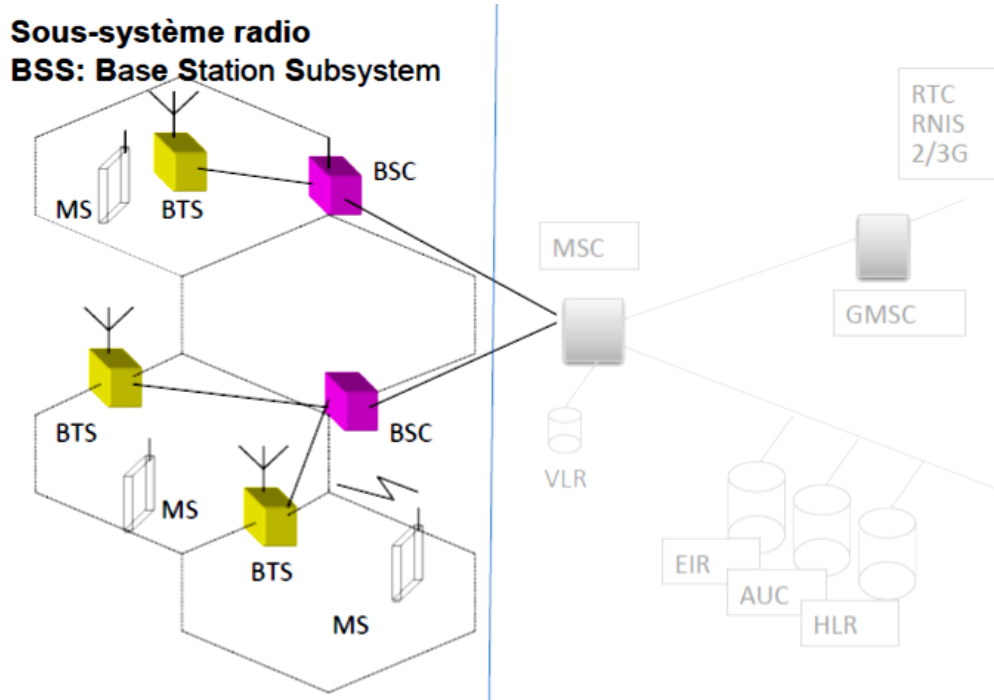 Sous-système radio
BSS: Base Station Subsystem
RTC
RNIS
2/3G
BSC
MS
BTS
MSC
GMSC
BTS
BSC
VLR
MS
BTS
MS
EIR
AUC
HLR